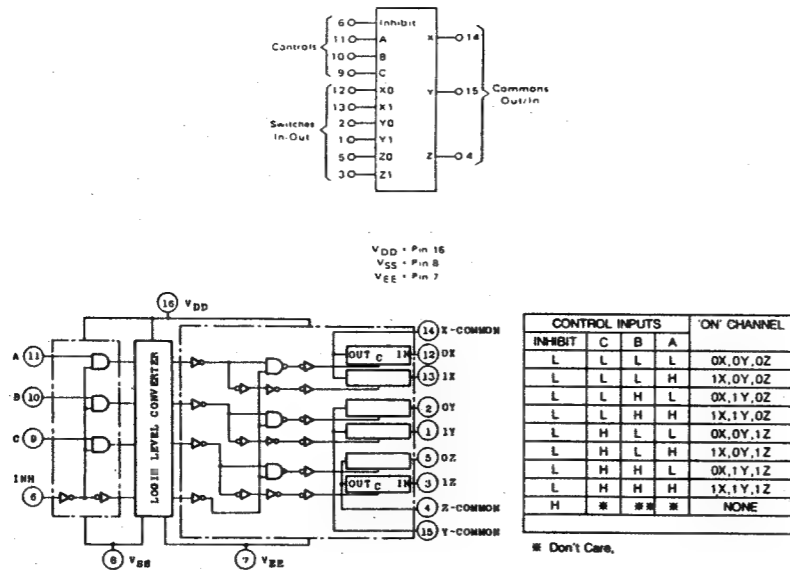 6 Inhibit
11 A
10 B
9 C
12 X0
13 X1
2 Y0
1 Y1
5 Z0
3 Z1
Controls
Switches
In-Out
X 14
Y 15
Z 4
Commons
Out/In
VDD = Pin 16
VSS = Pin 8
VEE = Pin 7
16 VDD
A 11
B 10
C 9
INH
6
LOGIC LEVEL CONVERTER
8 VSS
7 VEE
14 X-COMMON
OUT C IN 12 0X
13 1X
2 0Y
1 1Y
5 0Z
OUT C IN 3 1Z
4 Z-COMMON
15 Y-COMMON
CONTROL INPUTS 'ON' CHANNEL
INHIBIT C B A
L L L L 0X,0Y,0Z
L L L H 1X,0Y,0Z
L L H L 0X,1Y,0Z
L L H H 1X,1Y,0Z
L H L L 0X,0Y,1Z
L H L H 1X,0Y,1Z
L H H L 0X,1Y,1Z
L H H H 1X,1Y,1Z
H * ** * NONE
* Don't Care,